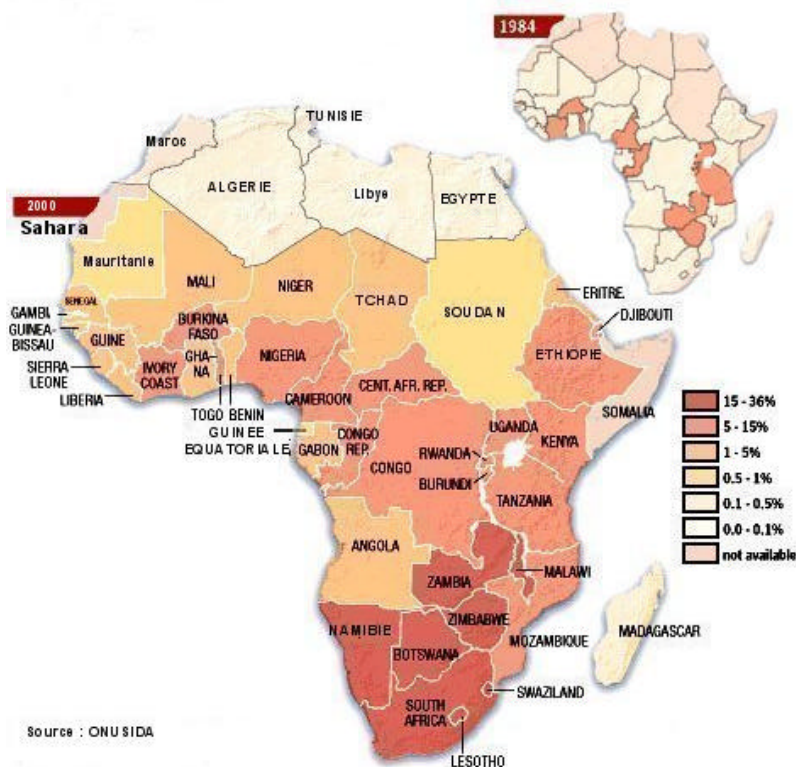 1984
TUNISIE
Maroc
ALGERIE
Libye
EGYPTE
2000
Sahara
Mauritanie
MALI
NIGER
TCHAD
SOUDAN
ERITRE.
DJIBOUTI
SENEGAL
GAMBI.
GUINEA-
BISSAU
GUINE
BURKINA
FASO
NIGERIA
ETHIOPIE
SIERRA
LEONE
IVORY
COAST
GHA-
NA
CENT. AFR. REP.
LIBERIA
CAMEROON
SOMALIA
TOGO BENIN
GUINEE
EQUATORIALE
GABON
CONGO
REP.
CONGO
UGANDA
KENYA
RWANDA
BURUNDI
TANZANIA
15 - 36%
5 - 15%
1 - 5%
0.5 - 1%
0.1 - 0.5%
0.0 - 0.1%
not available
ANGOLA
ZAMBIA
MALAWI
ZIMBABWE
MOZAMBIQUE
MADAGASCAR
NAMIBIE
BOTSWANA
SWAZILAND
SOUTH
AFRICA
LESOTHO
Source : ONUSIDA